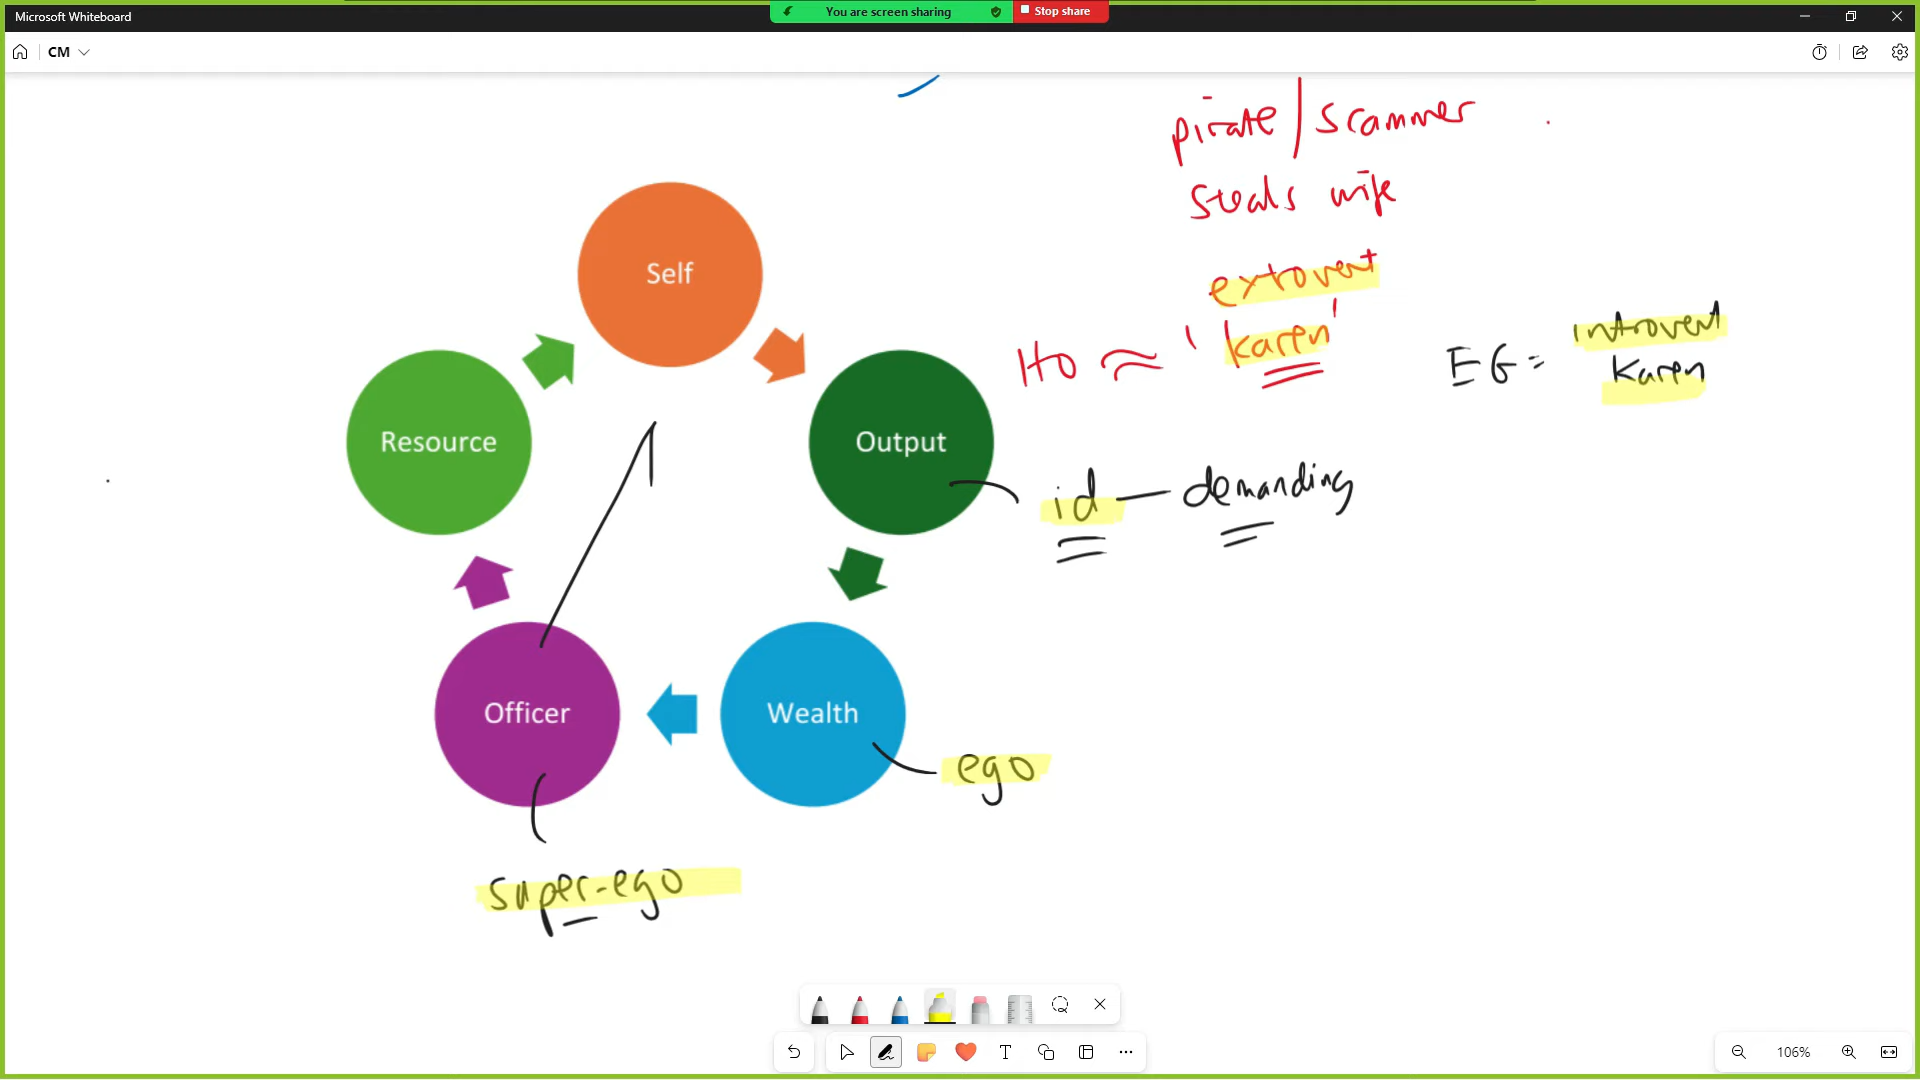 Microsoft Whiteboard
You are screen sharing
Stop share
CM
pirate | scammer
steals wife
extrovert
HO ≈ 'karen'
EG = introvert
Karen
Self
Resource
Output
id — demanding
Officer
Wealth
ego
super-ego
106%